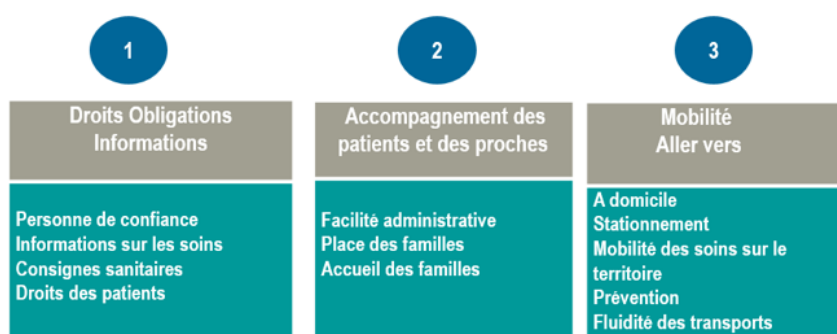 1
Droits Obligations
Informations
Personne de confiance
Informations sur les soins
Consignes sanitaires
Droits des patients
2
Accompagnement des
patients et des proches
Facilité administrative
Place des familles
Accueil des familles
3
Mobilité
Aller vers
A domicile
Stationnement
Mobilité des soins sur le
territoire
Prévention
Fluidité des transports